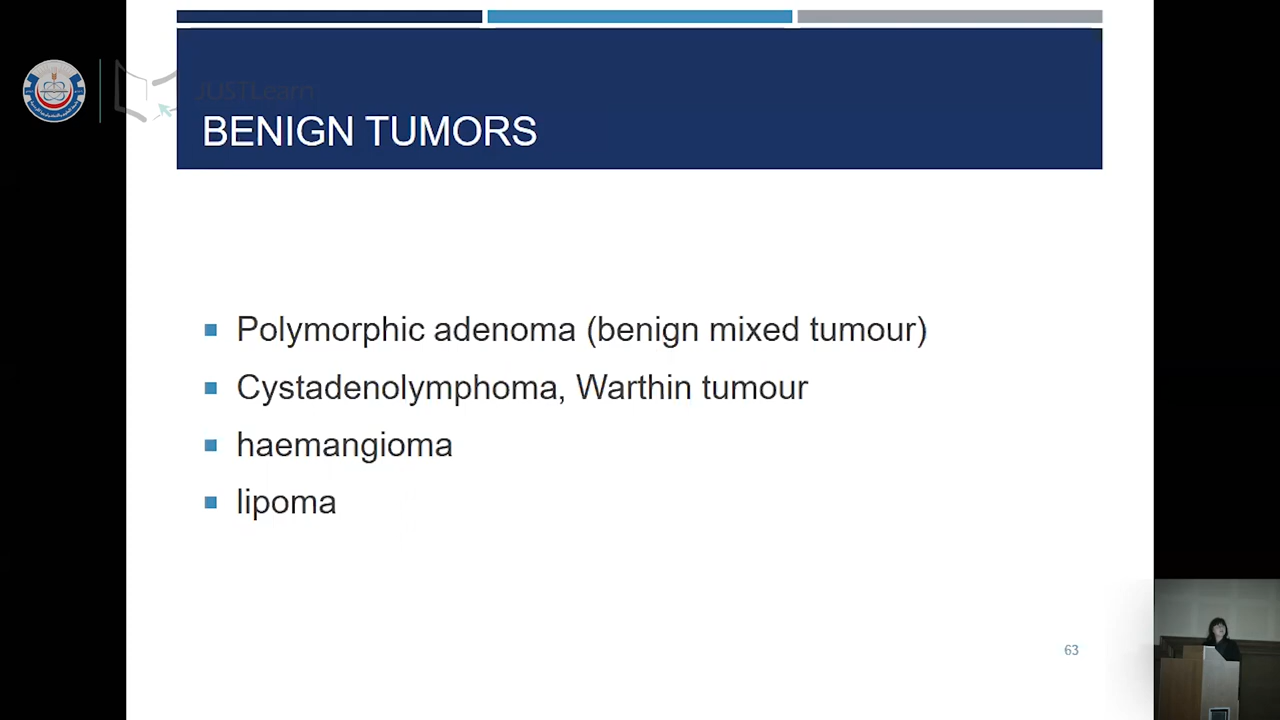 JUSTLearn
BENIGN TUMORS
Polymorphic adenoma (benign mixed tumour)
Cystadenolymphoma, Warthin tumour
haemangioma
lipoma
63